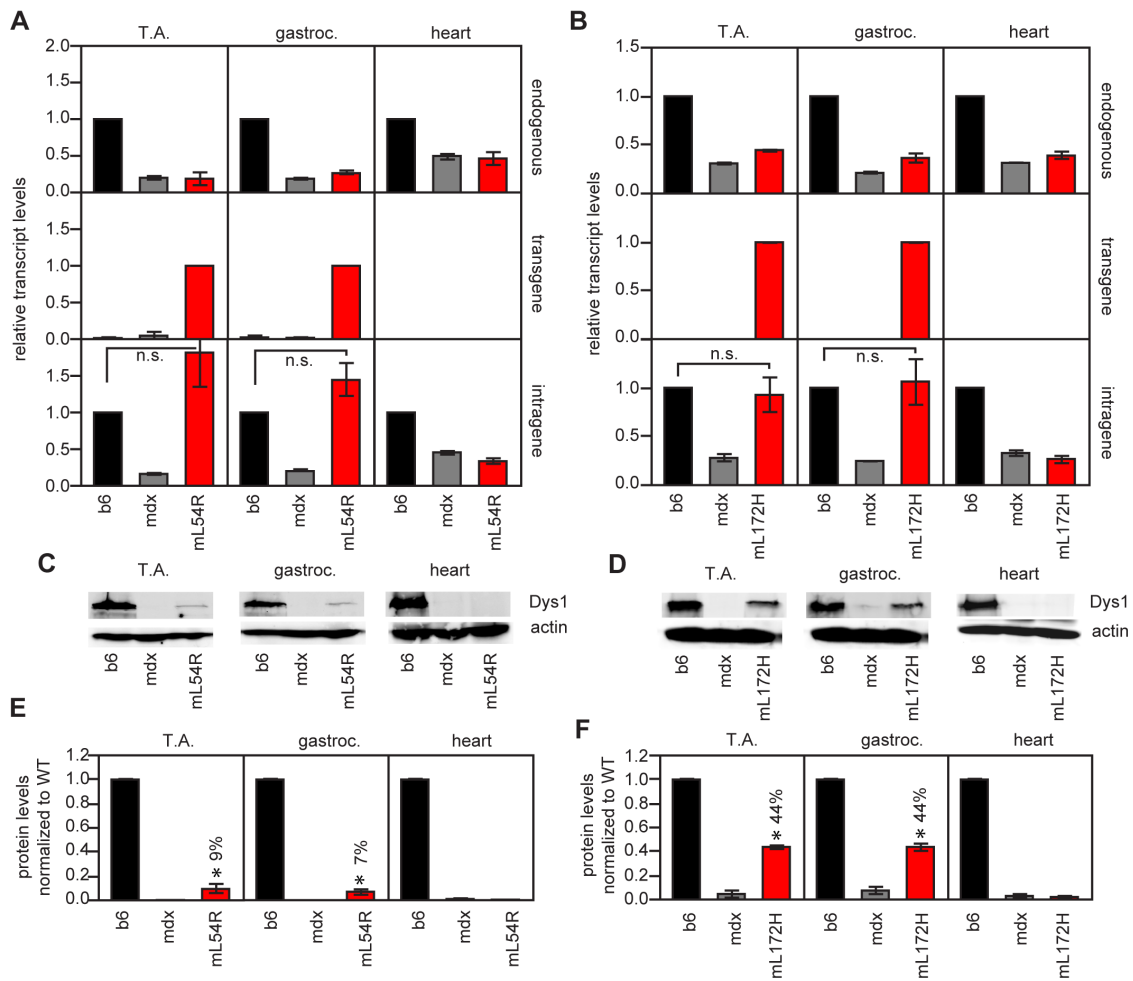 A
T.A. gastroc. heart
relative transcript levels
2.0
1.5
1.0
0.5
0.0
endogenous
1.5
1.0
0.5
0.0
transgene
1.5
1.0
0.5
0.0
intragene
n.s. n.s.
b6 mdx mL54R b6 mdx mL54R b6 mdx mL54R
B
T.A. gastroc. heart
relative transcript levels
1.5
1.0
0.5
0.0
endogenous
1.5
1.0
0.5
0.0
transgene
1.0
0.5
0.0
intragene
n.s. n.s.
b6 mdx mL172H b6 mdx mL172H b6 mdx mL172H
C
T.A. gastroc. heart
Dys1
actin
b6 mdx mL54R b6 mdx mL54R b6 mdx mL54R
D
T.A. gastroc. heart
Dys1
actin
b6 mdx mL172H b6 mdx mL172H b6 mdx mL172H
E
T.A. gastroc. heart
protein levels
normalized to WT
1.2
1.0
0.8
0.6
0.4
0.2
0.0
* 9% * 7%
b6 mdx mL54R b6 mdx mL54R b6 mdx mL54R
F
T.A. gastroc. heart
protein levels
normalized to WT
1.2
1.0
0.8
0.6
0.4
0.2
0.0
* 44% * 44%
b6 mdx mL172H b6 mdx mL172H b6 mdx mL172H